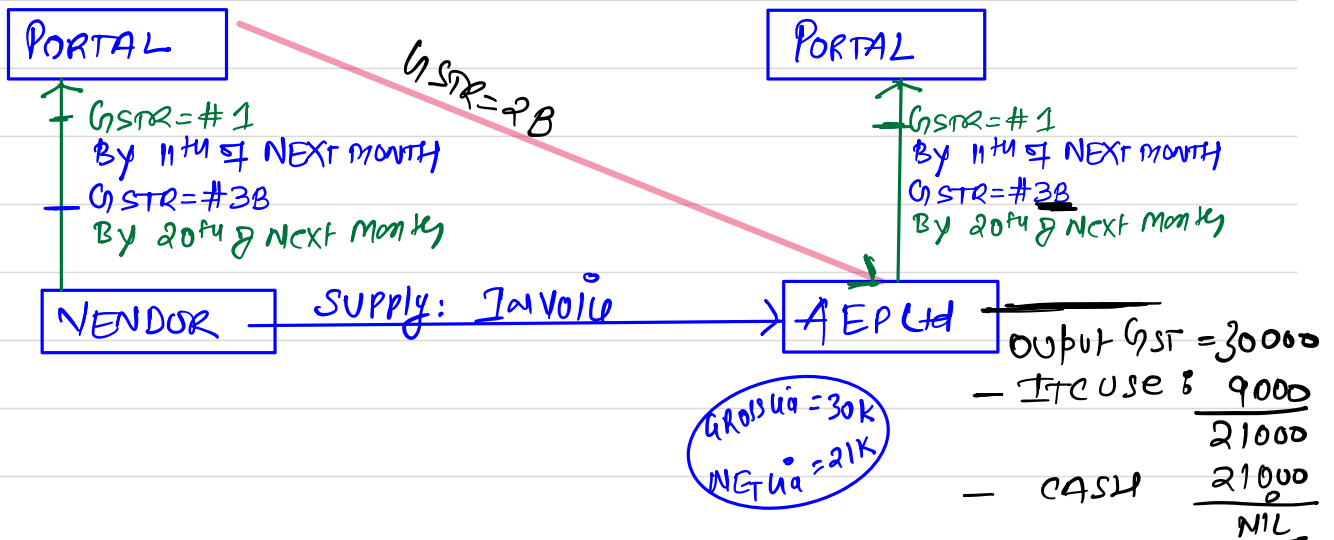 PORTAL
GSTR=#1
By 11th of NEXT MONTH
GSTR=#3B
By 20th of Next Month
VENDOR
GSTR=2B
SUPPLY: Invoice
PORTAL
GSTR=#1
By 11th of NEXT MONTH
GSTR=#3B
By 20th of Next Month
AEP Ltd
GROSS Lia = 30K
NET Lia = 21K
OUPUT GST = 30000
- ITC USE : 9000
21000
- CASH 21000
NIL